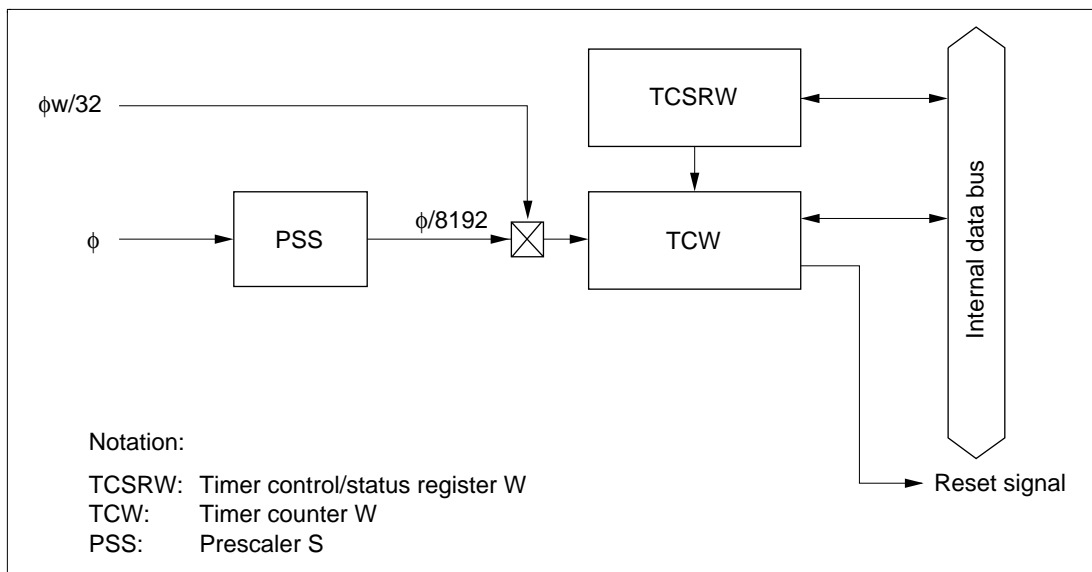 TCSRW
ϕw/32
ϕ
PSS
ϕ/8192
TCW
Internal data bus
Reset signal
Notation:
TCSRW: Timer control/status register W
TCW: Timer counter W
PSS: Prescaler S